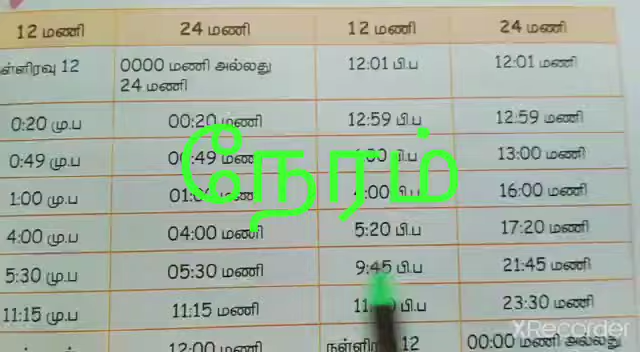 12 மணி 24 மணி 12 மணி 24 மணி
12 0000 மணி அல்லது 12:01 பி.ப 12:01 மணி
24 மணி
0:20 மு.ப 00:20 மணி 12:59 பி.ப 12:59 மணி
0:49 மு.ப மணி பி.ப 13:00 மணி
நேரம்
1:00 மு.ப மணி பி.ப 16:00 மணி
4:00 மு.ப 04:00 மணி 5:20 பி.ப 17:20 மணி
5:30 மு.ப 05:30 மணி 9:45 பி.ப 21:45 மணி
11:15 மு.ப 11:15 மணி பி.ப 23:30 மணி
12:00 மணி நள்ளிரவு 12 00:00 மணி அல்லது
XRecorder